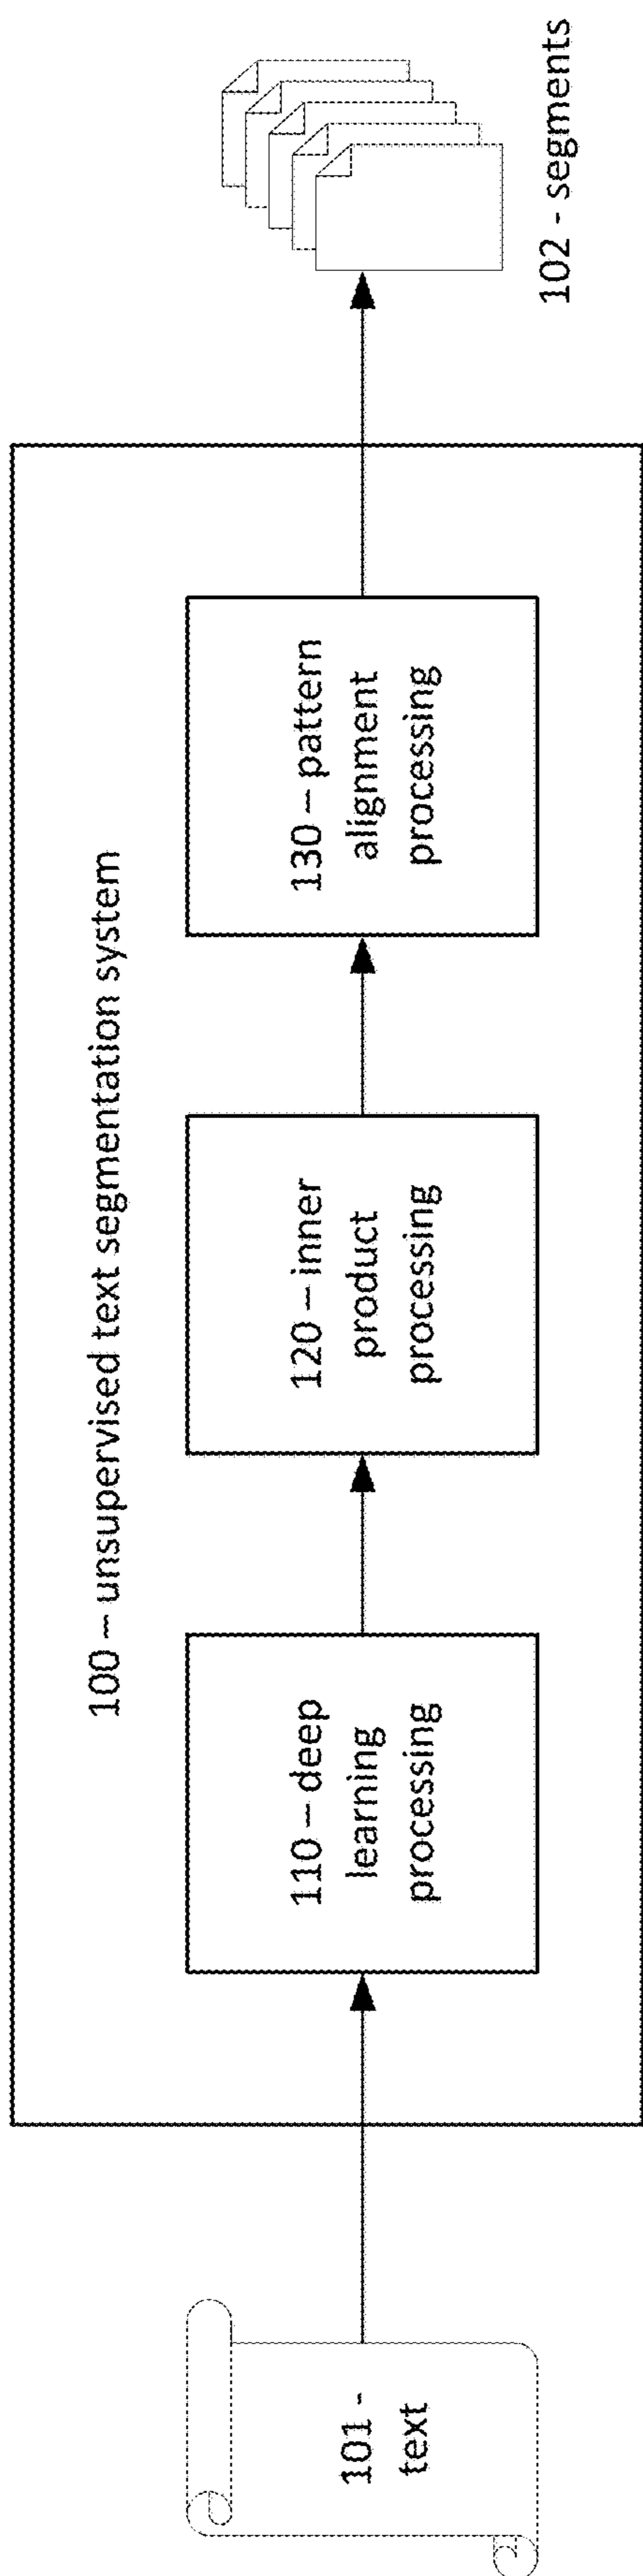 100 – unsupervised text segmentation system
101 -
text
110 – deep
learning
processing
120 – inner
product
processing
130 – pattern
alignment
processing
102 - segments